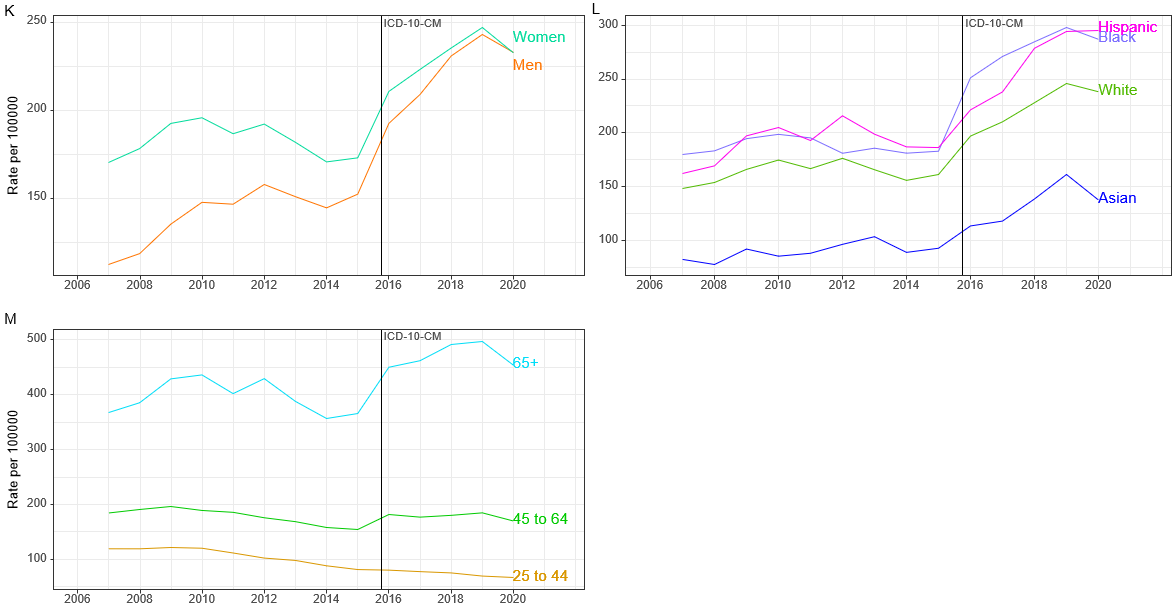 K
250
200
150
Rate per 100000
ICD-10-CM
Women
Men
2006 2008 2010 2012 2014 2016 2018 2020
L
300
250
200
150
100
ICD-10-CM
Hispanic
Black
White
Asian
2006 2008 2010 2012 2014 2016 2018 2020
M
500
400
300
200
100
Rate per 100000
ICD-10-CM
65+
45 to 64
25 to 44
2006 2008 2010 2012 2014 2016 2018 2020